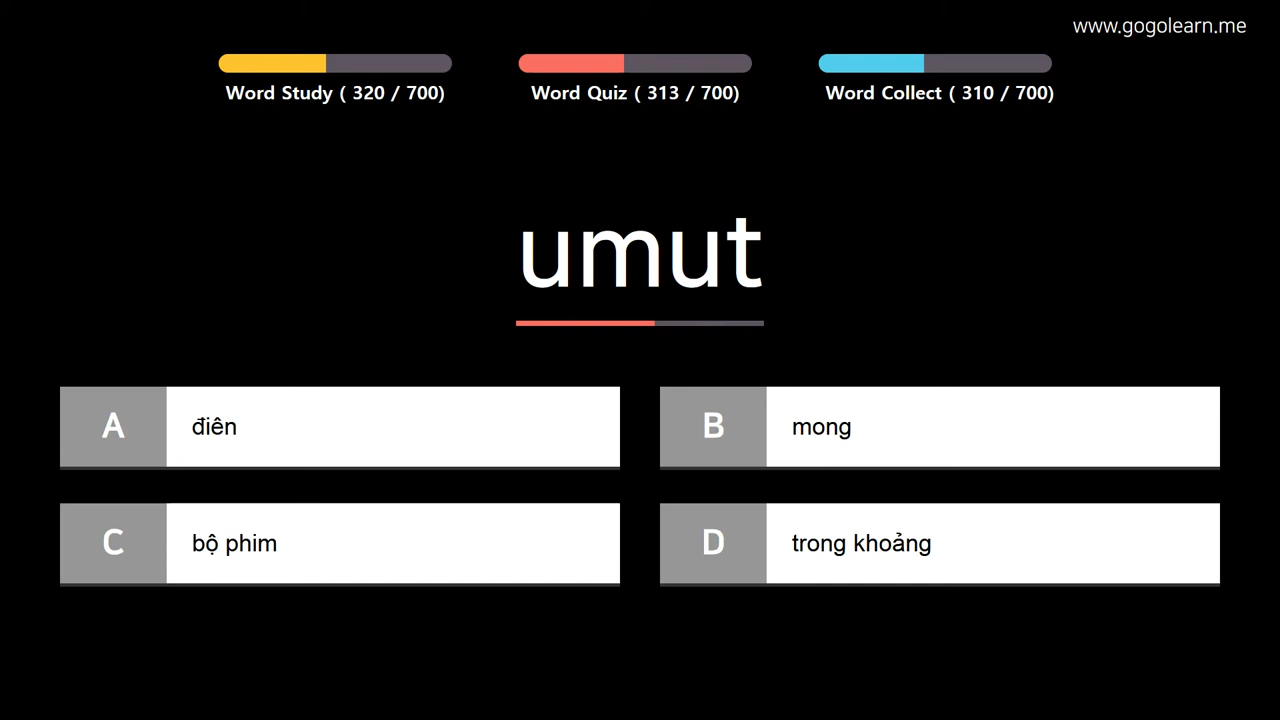 www.gogolearn.me
Word Study ( 320 / 700)
Word Quiz ( 313 / 700)
Word Collect ( 310 / 700)
umut
A điên
B mong
C bộ phim
D trong khoảng